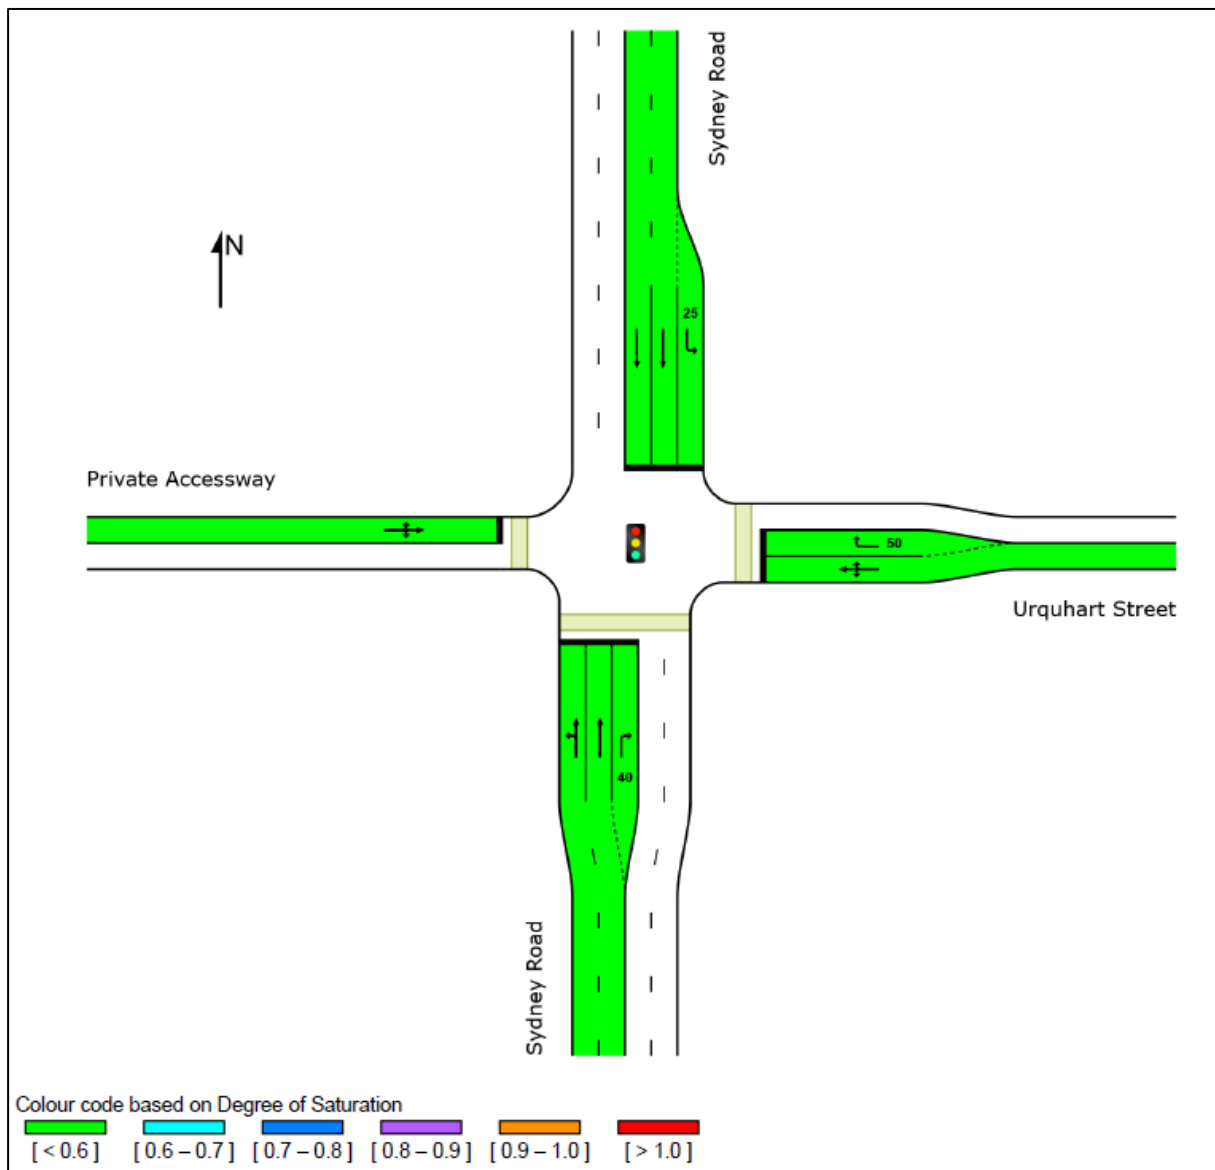 Sydney Road
N
25
Private Accessway
50
Urquhart Street
40
Sydney Road
Colour code based on Degree of Saturation
[ < 0.6 ] [ 0.6 – 0.7 ] [ 0.7 – 0.8 ] [ 0.8 – 0.9 ] [ 0.9 – 1.0 ] [ > 1.0 ]